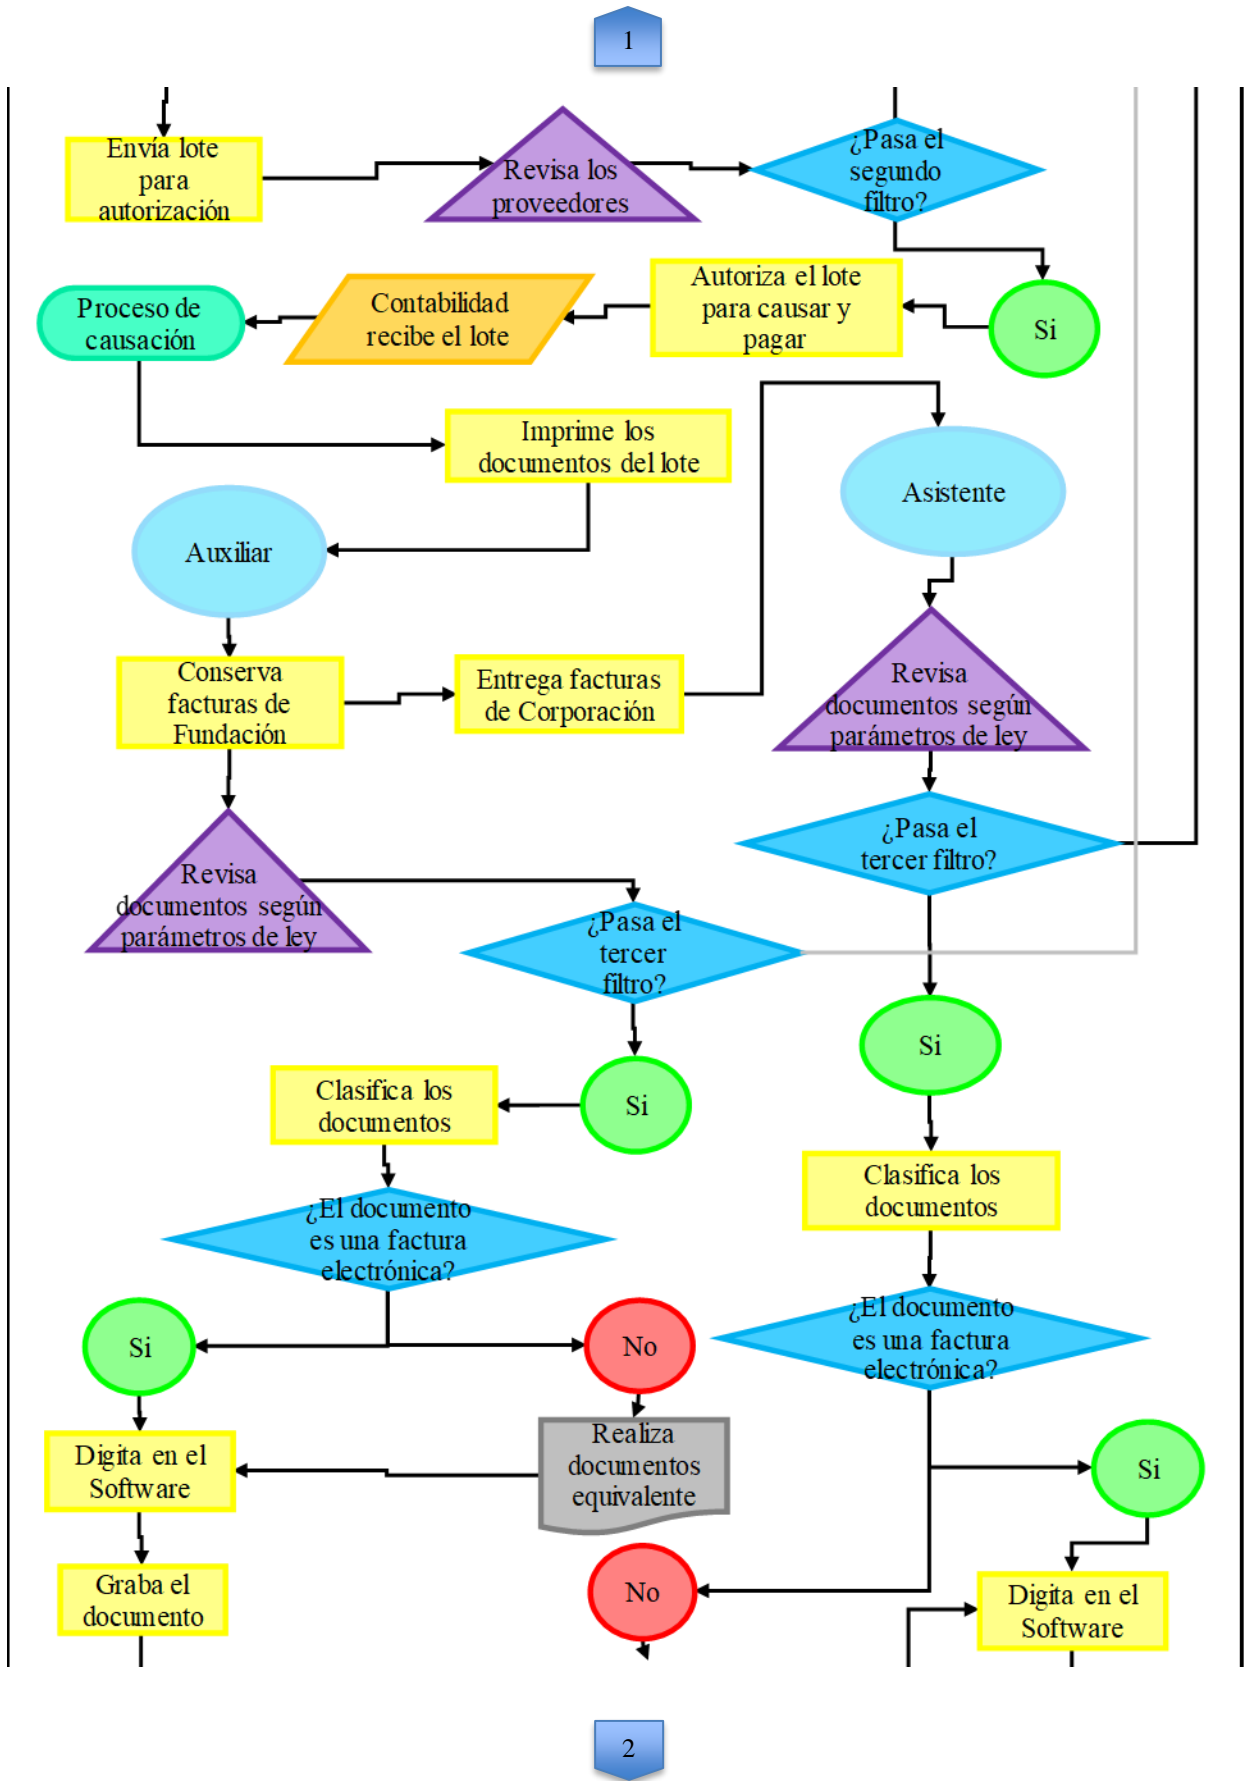 1
Envía lote
para
autorización
Revisa los
proveedores
¿Pasa el
segundo
filtro?
Proceso de
causación
Contabilidad
recibe el lote
Autoriza el lote
para causar y
pagar
Si
Imprime los
documentos del lote
Asistente
Auxiliar
Conserva
facturas de
Fundación
Entrega facturas
de Corporación
Revisa
documentos según
parámetros de ley
¿Pasa el
tercer filtro?
Revisa
documentos según
parámetros de ley
¿Pasa el
tercer
filtro?
Si
Clasifica los
documentos
Si
Clasifica los
documentos
¿El documento
es una factura
electrónica?
¿El documento
es una factura
electrónica?
Si
No
Digita en el
Software
Realiza
documentos
equivalente
Si
Graba el
documento
No
Digita en el
Software
2